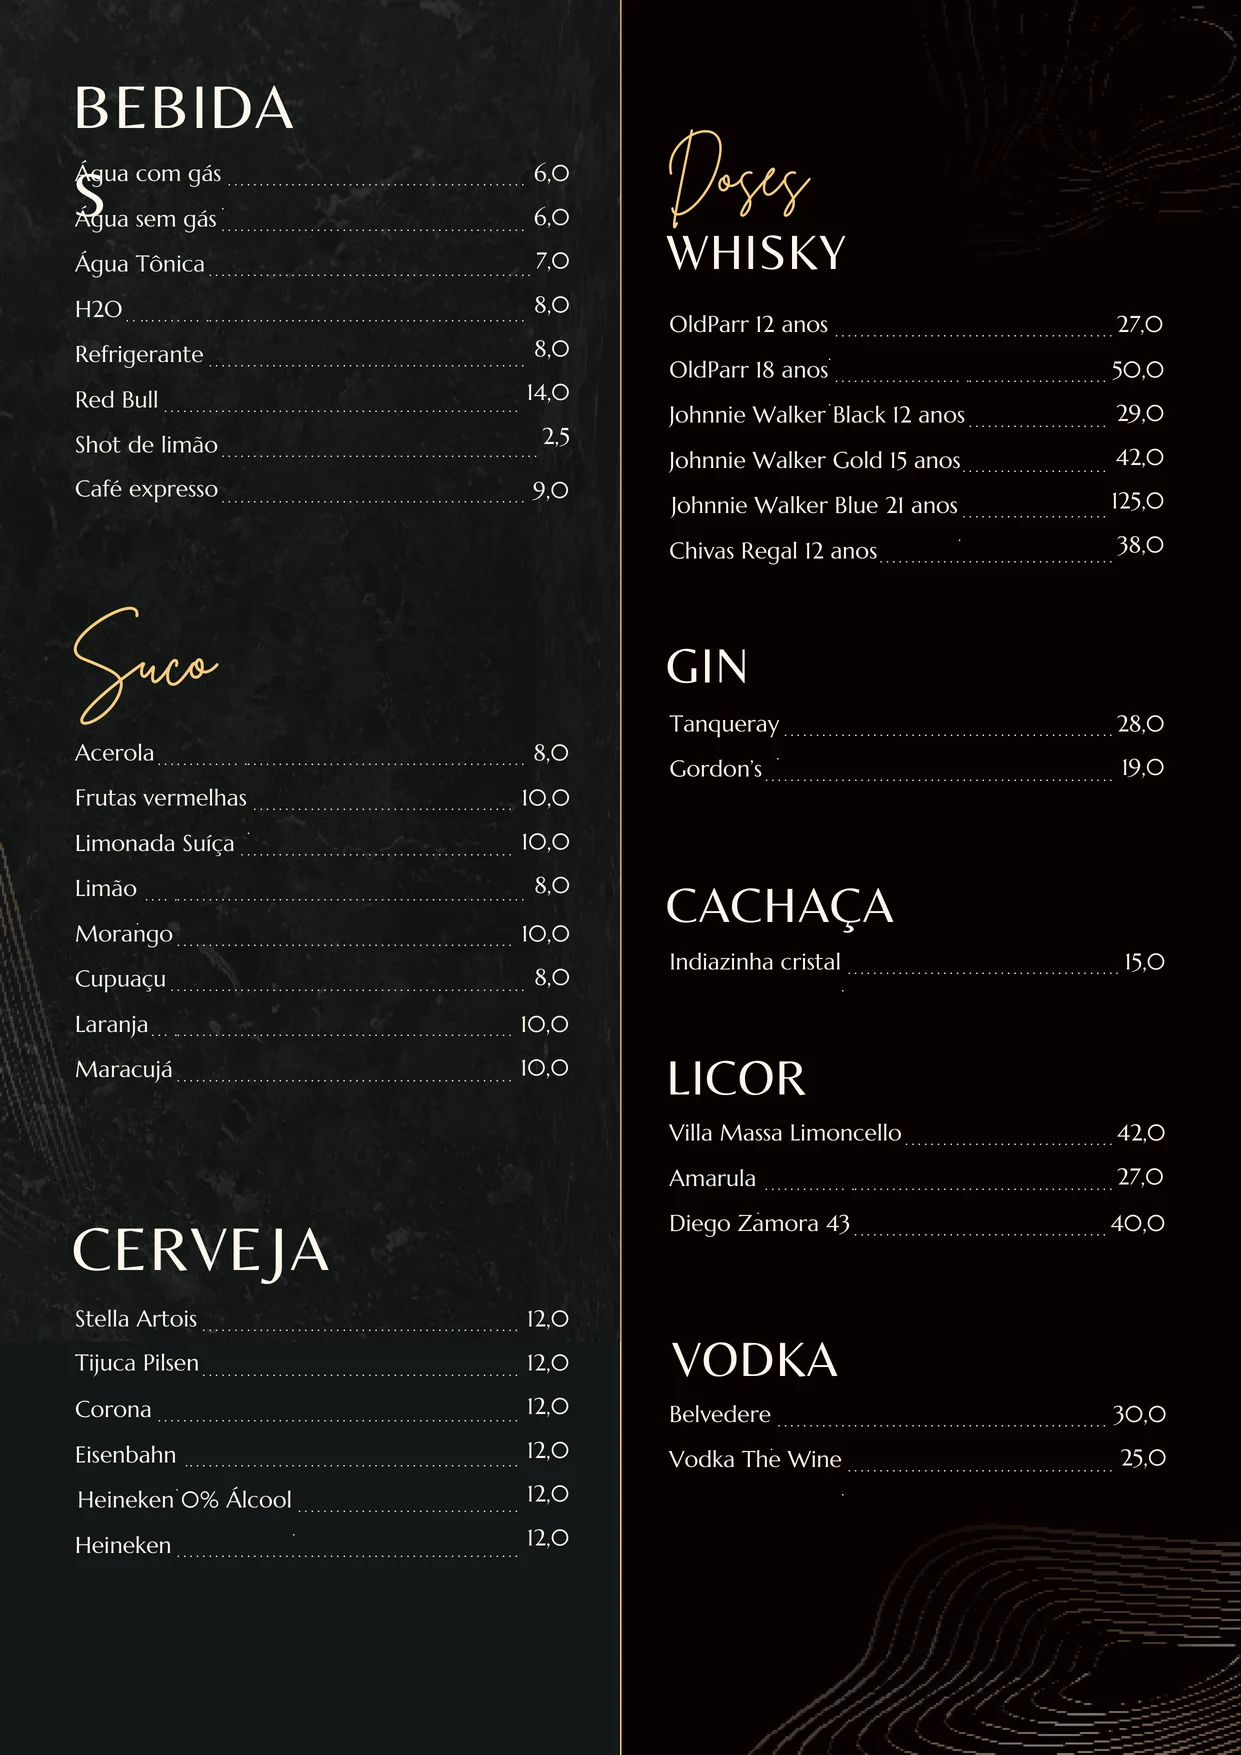 BEBIDA
S
Água com gás 6,0
Água sem gás 6,0
Água Tônica 7,0
H2O 8,0
Refrigerante 8,0
Red Bull 14,0
Shot de limão 2,5
Café expresso 9,0
Suco
Acerola 8,0
Frutas vermelhas 10,0
Limonada Suíça 10,0
Limão 8,0
Morango 10,0
Cupuaçu 8,0
Laranja 10,0
Maracujá 10,0
CERVEJA
Stella Artois 12,0
Tijuca Pilsen 12,0
Corona 12,0
Eisenbahn 12,0
Heineken 0% Álcool 12,0
Heineken 12,0
Doses
WHISKY
OldParr 12 anos 27,0
OldParr 18 anos 50,0
Johnnie Walker Black 12 anos 29,0
Johnnie Walker Gold 15 anos 42,0
Johnnie Walker Blue 21 anos 125,0
Chivas Regal 12 anos 38,0
GIN
Tanqueray 28,0
Gordon's 19,0
CACHAÇA
Indiazinha cristal 15,0
LICOR
Villa Massa Limoncello 42,0
Amarula 27,0
Diego Zamora 43 40,0
VODKA
Belvedere 30,0
Vodka The Wine 25,0